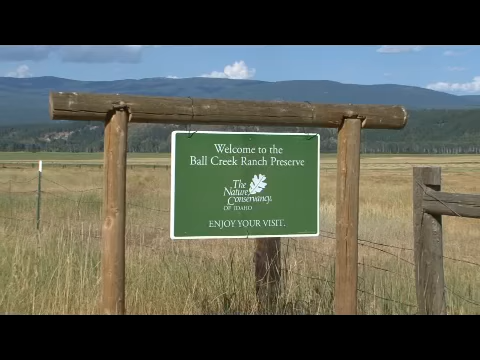 Welcome to the
Ball Creek Ranch Preserve
The
Nature
Conservancy.
OF IDAHO
ENJOY YOUR VISIT.